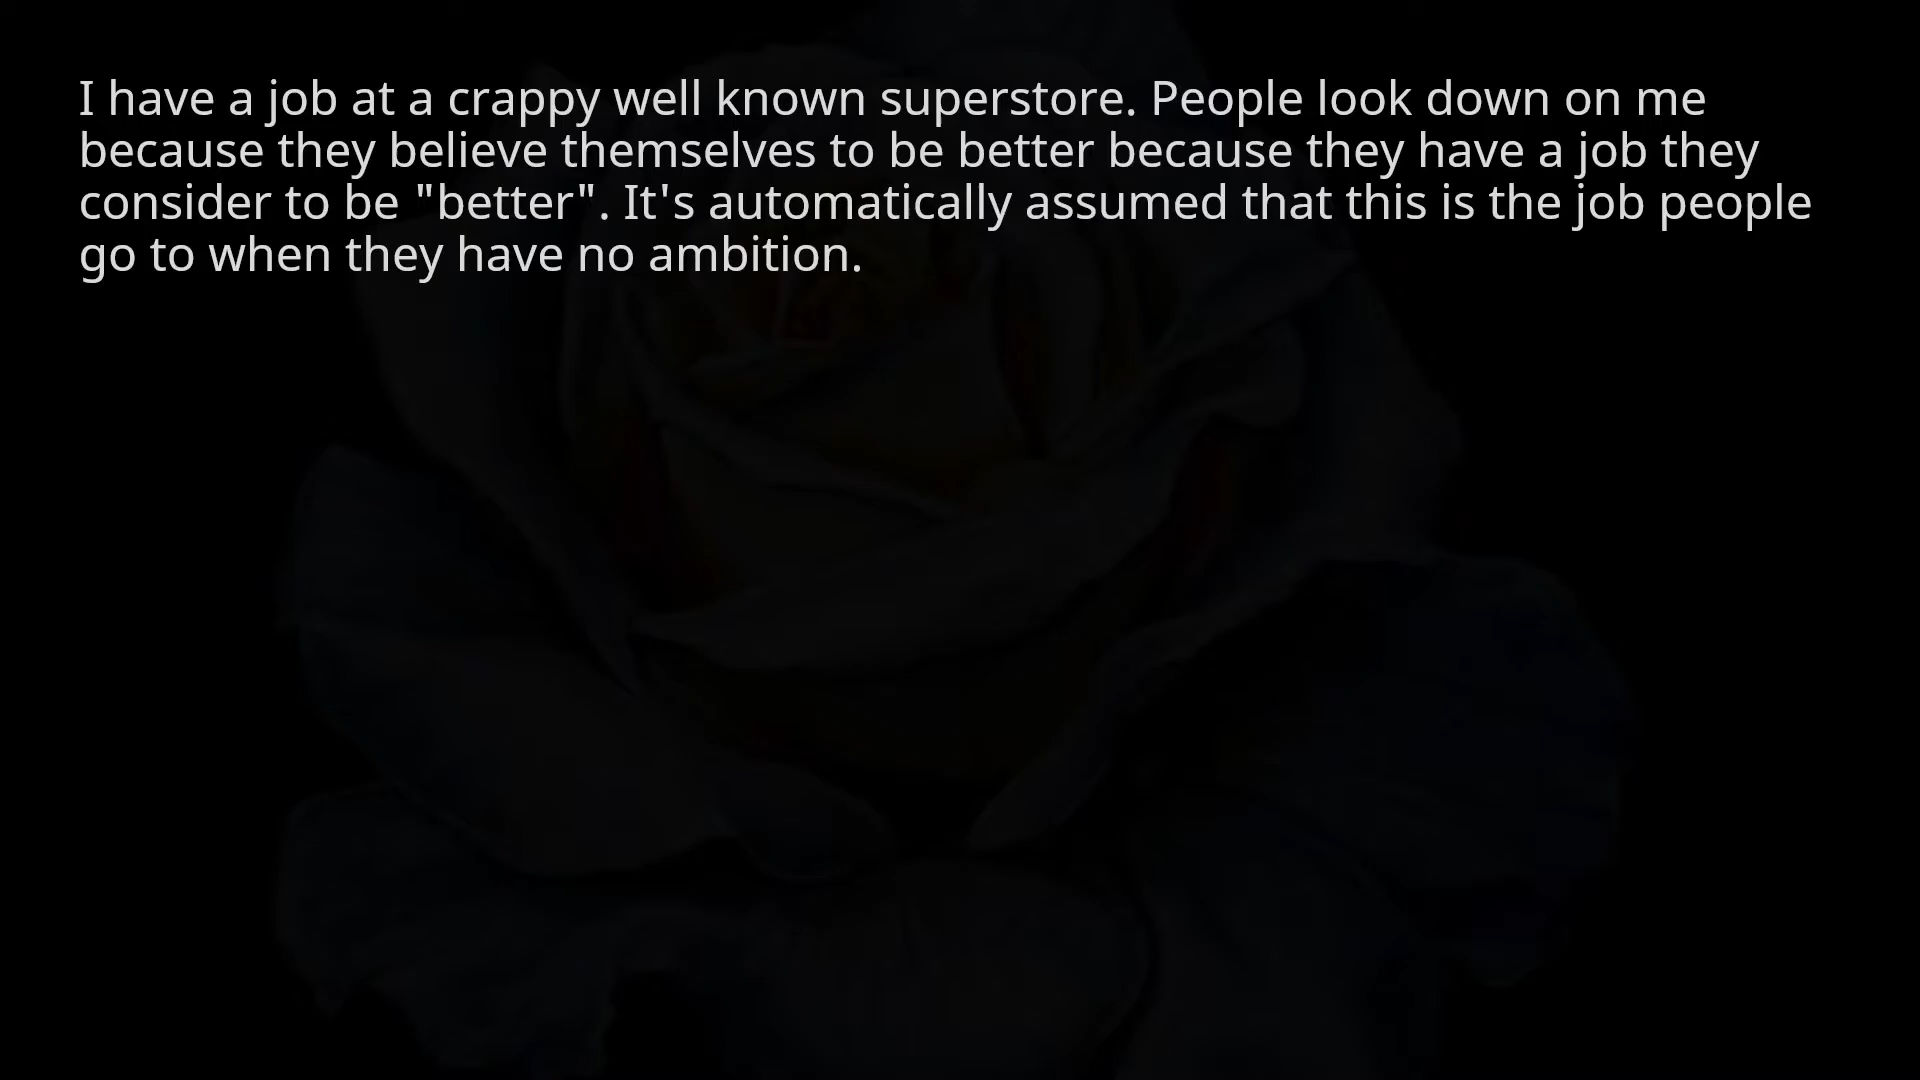 I have a job at a crappy well known superstore. People look down on me
because they believe themselves to be better because they have a job they
consider to be "better". It's automatically assumed that this is the job people
go to when they have no ambition.